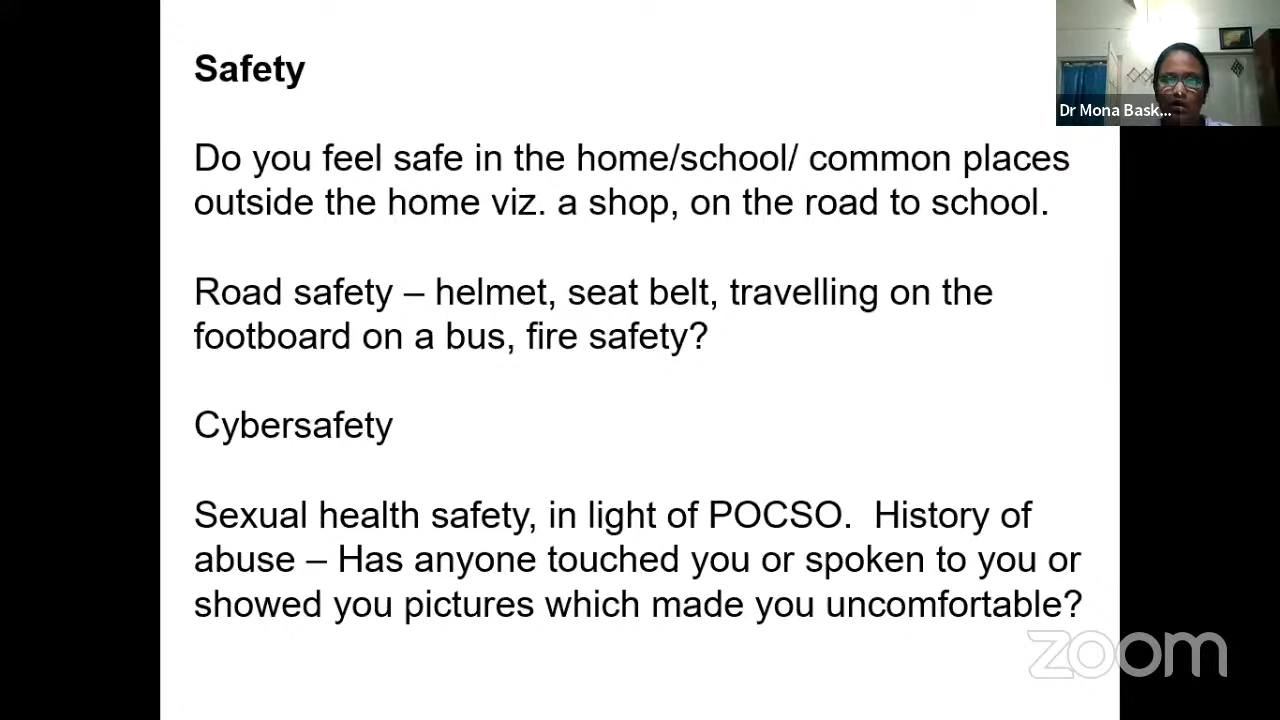 Safety
Do you feel safe in the home/school/ common places
outside the home viz. a shop, on the road to school.
Road safety – helmet, seat belt, travelling on the
footboard on a bus, fire safety?
Cybersafety
Sexual health safety, in light of POCSO.  History of
abuse – Has anyone touched you or spoken to you or
showed you pictures which made you uncomfortable?
Dr Mona Bask...
zoom